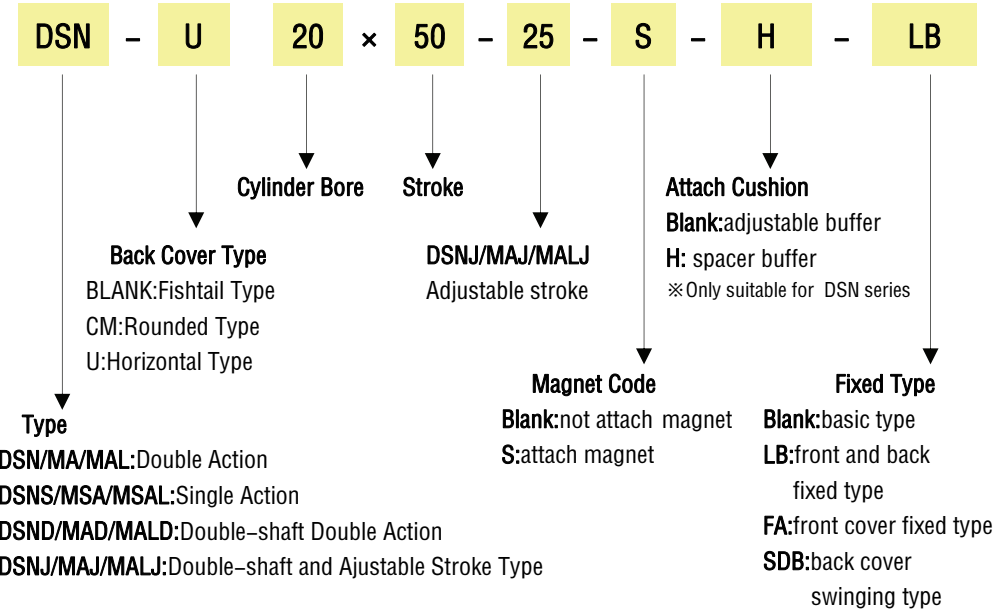 DSN – U 20 × 50 – 25 – S – H – LB
Cylinder Bore
Stroke
Attach Cushion
Blank:adjustable buffer
H: spacer buffer
※Only suitable for DSN series
Back Cover Type
BLANK:Fishtail Type
CM:Rounded Type
U:Horizontal Type
DSNJ/MAJ/MALJ
Adjustable stroke
Magnet Code
Blank:not attach magnet
S:attach magnet
Fixed Type
Blank:basic type
LB:front and back
fixed type
FA:front cover fixed type
SDB:back cover
swinging type
Type
DSN/MA/MAL:Double Action
DSNS/MSA/MSAL:Single Action
DSND/MAD/MALD:Double–shaft Double Action
DSNJ/MAJ/MALJ:Double–shaft and Ajustable Stroke Type